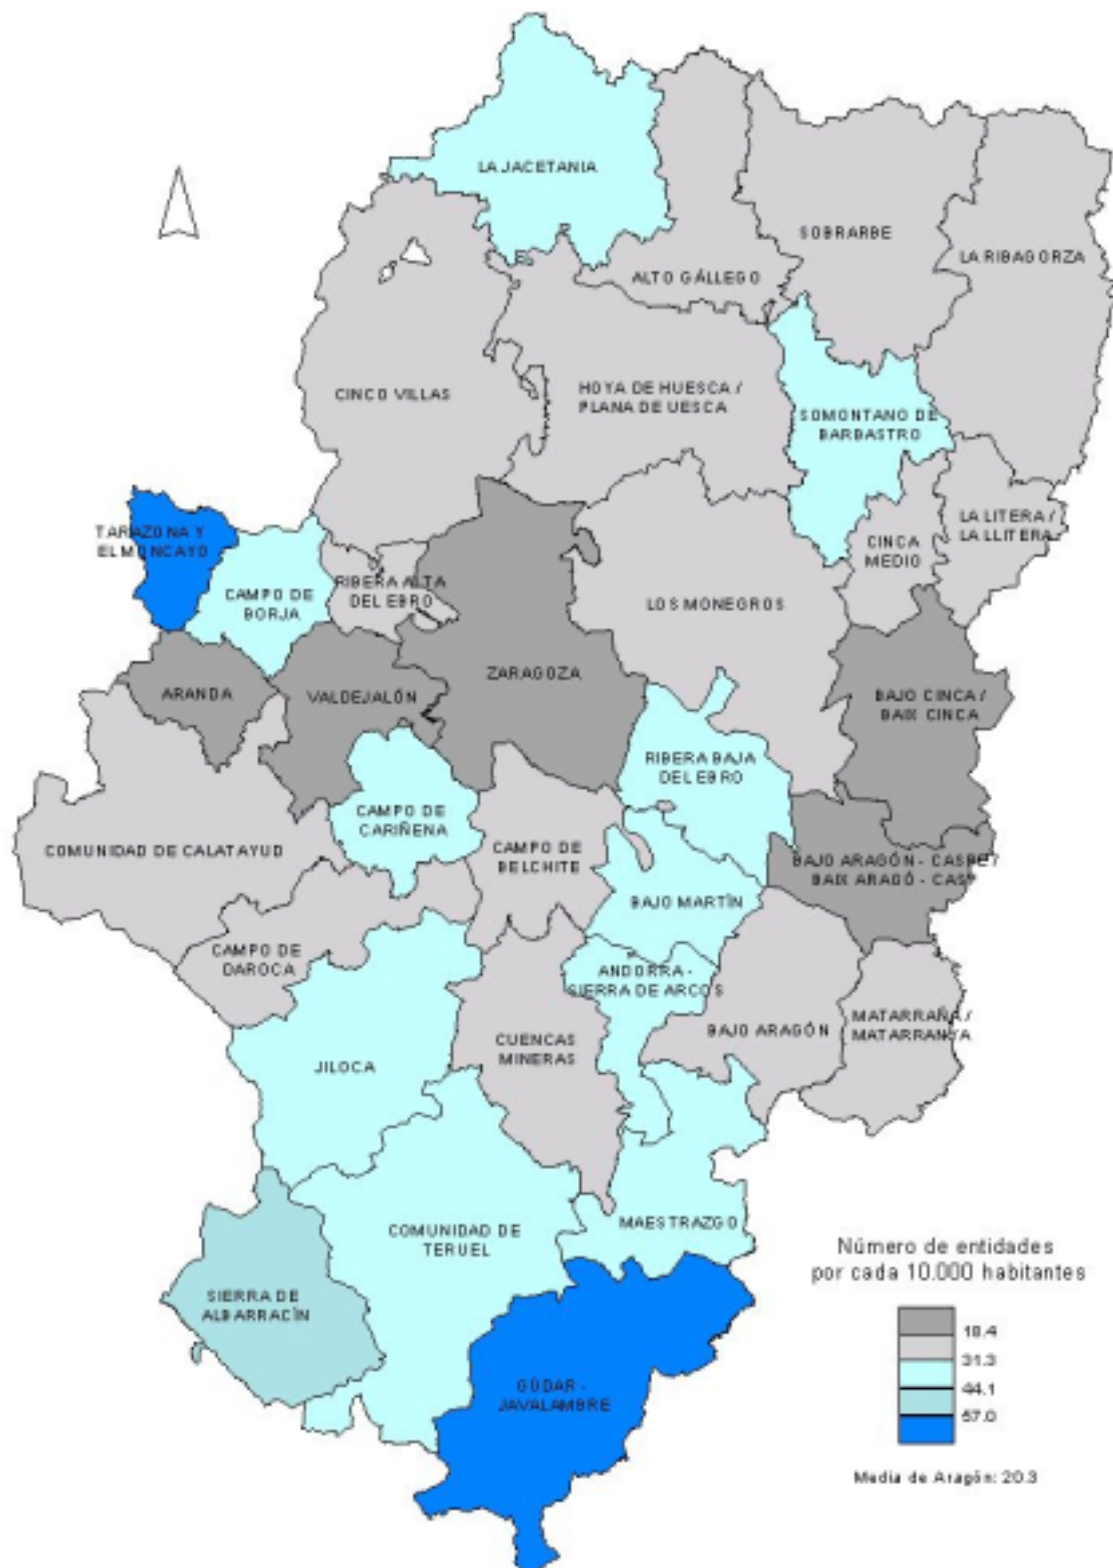 LA JACETANIA
SOBRARBE
LA RIBAGORZA
ALTO GÁLLEGO
CINCO VILLAS
HOYA DE HUESCA /
PLANA DE UESCA
SOMONTANO DE
BARBASTRO
TARAZONA Y
EL MONCAYO
CAMPO DE
BORJA
RIBERA ALTA
DEL EBRO
LOS MONEGROS
CINCA
MEDIO
LA LITERA /
LA LLITERA
ARANDA
VALDEJALÓN
ZARAGOZA
BAJO CINCA /
BAIX CINCA
RIBERA BAJA
DEL EBRO
CAMPO DE
CARIÑENA
COMUNIDAD DE CALATAYUD
CAMPO DE
BELCHITE
BAJO ARAGÓN - CASPE /
BAIX ARAGÓ - CASP
BAJO MARTÍN
CAMPO DE
DAROCA
ANDORRA -
SIERRA DE ARCOS
JILOCA
CUENCAS
MINERAS
BAJO ARAGÓN
MATARRAÑA /
MATARRANYA
COMUNIDAD DE
TERUEL
MAESTRAZGO
SIERRA DE
ALBARRACÍN
GÚDAR -
JAVALAMBRE
Número de entidades
por cada 10.000 habitantes
18.4
31.3
44.1
57.0
Media de Aragón: 20.3